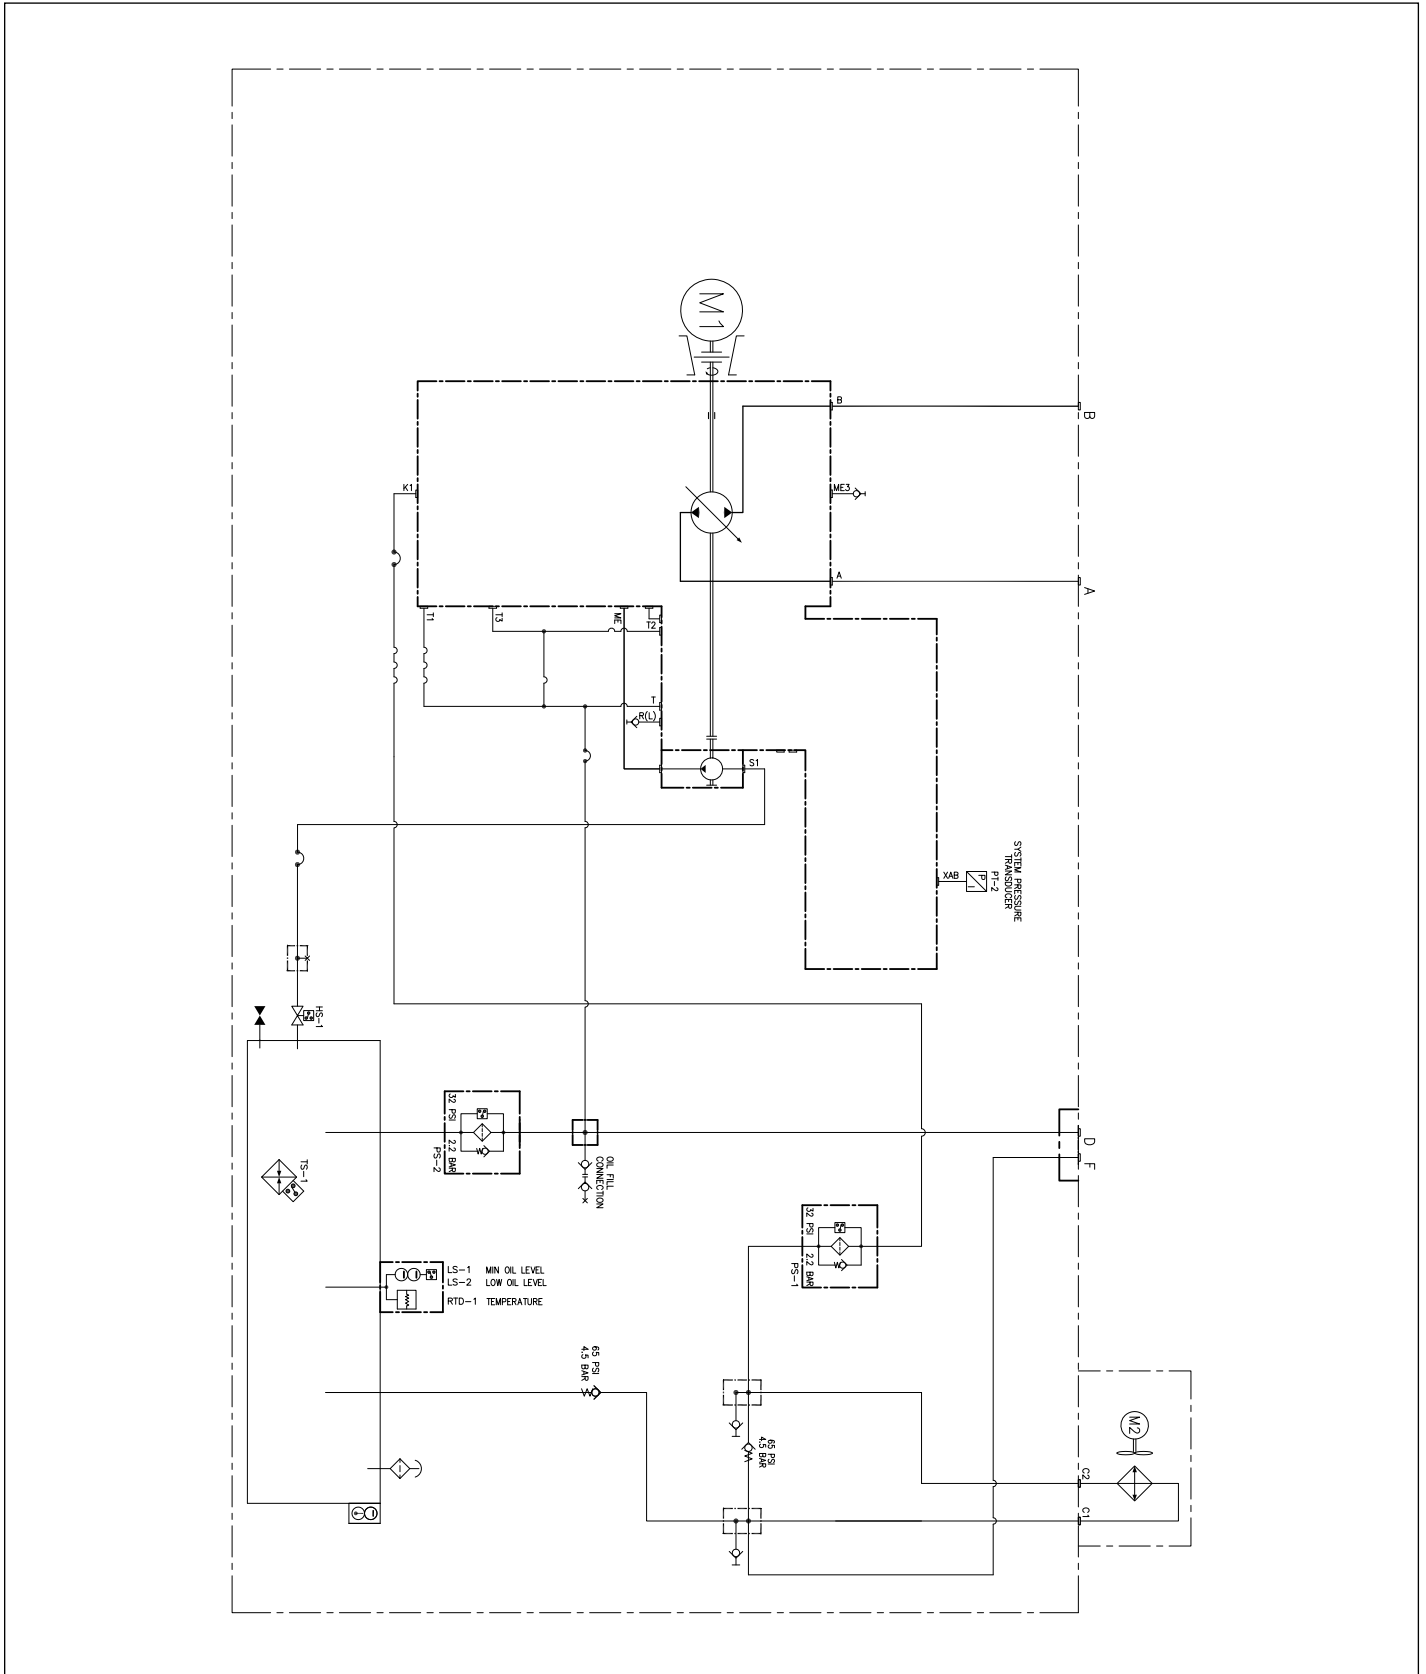 M1
B
B
K1
ME3
A
A
T1
T3
ME
T2
T
R(L)
S1
SYSTEM PRESSURE
TRANSDUCER
PT-2
XAB
P
I
HS-1
32 PSI
2.2 BAR
PS-2
OIL FILL
CONNECTION
D
F
TS-1
32 PSI
2.2 BAR
PS-1
LS-1 MIN OIL LEVEL
LS-2 LOW OIL LEVEL
RTD-1 TEMPERATURE
65 PSI
4.5 BAR
65 PSI
4.5 BAR
M2
C2
C1